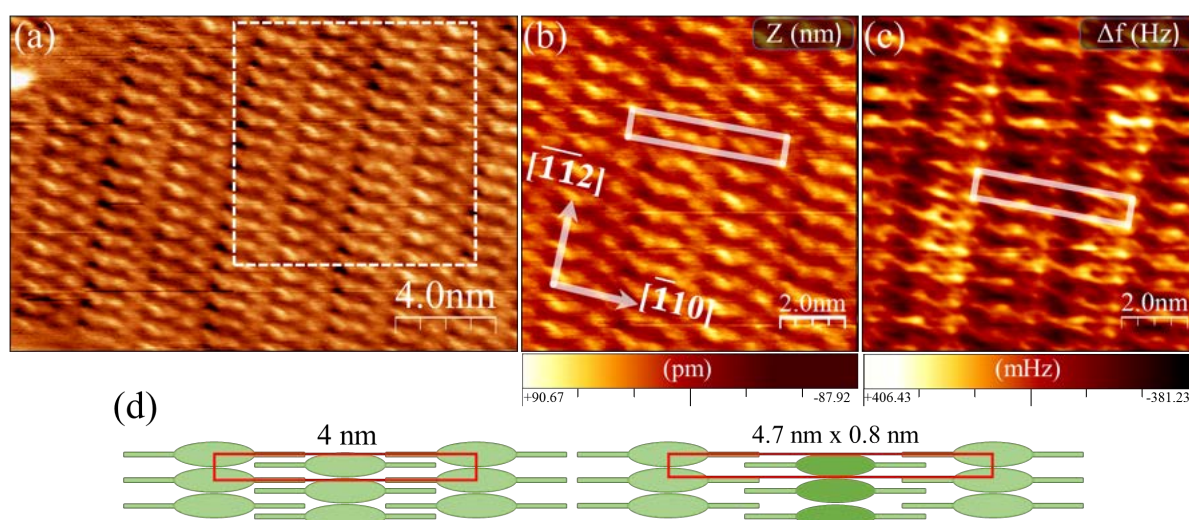 (a)
4.0nm
(b)
Z (nm)
[1̅1̅2]
[1̅10]
2.0nm
(pm)
+90.67
-87.92
(c)
Δf (Hz)
2.0nm
(mHz)
+406.43
-381.23
(d)
4 nm
4.7 nm x 0.8 nm